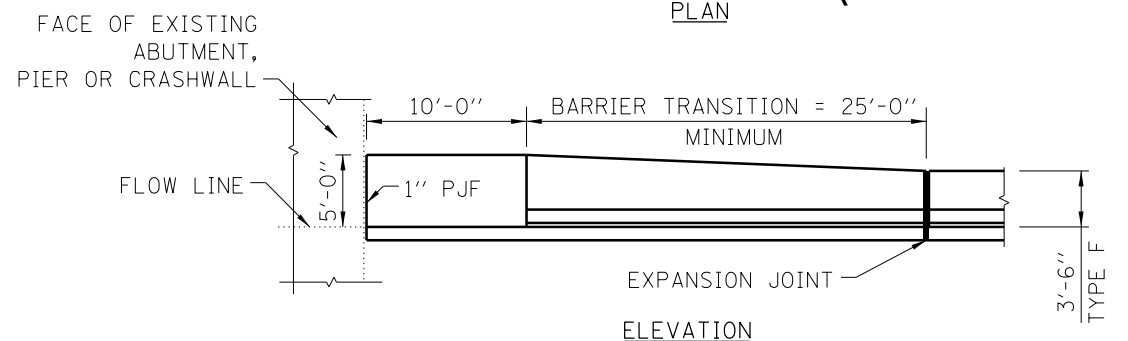 PLAN
FACE OF EXISTING
ABUTMENT,
PIER OR CRASHWALL
10'-0''
BARRIER TRANSITION = 25'-0''
MINIMUM
FLOW LINE
5'-0''
1'' PJF
EXPANSION JOINT
3'-6''
TYPE F
ELEVATION